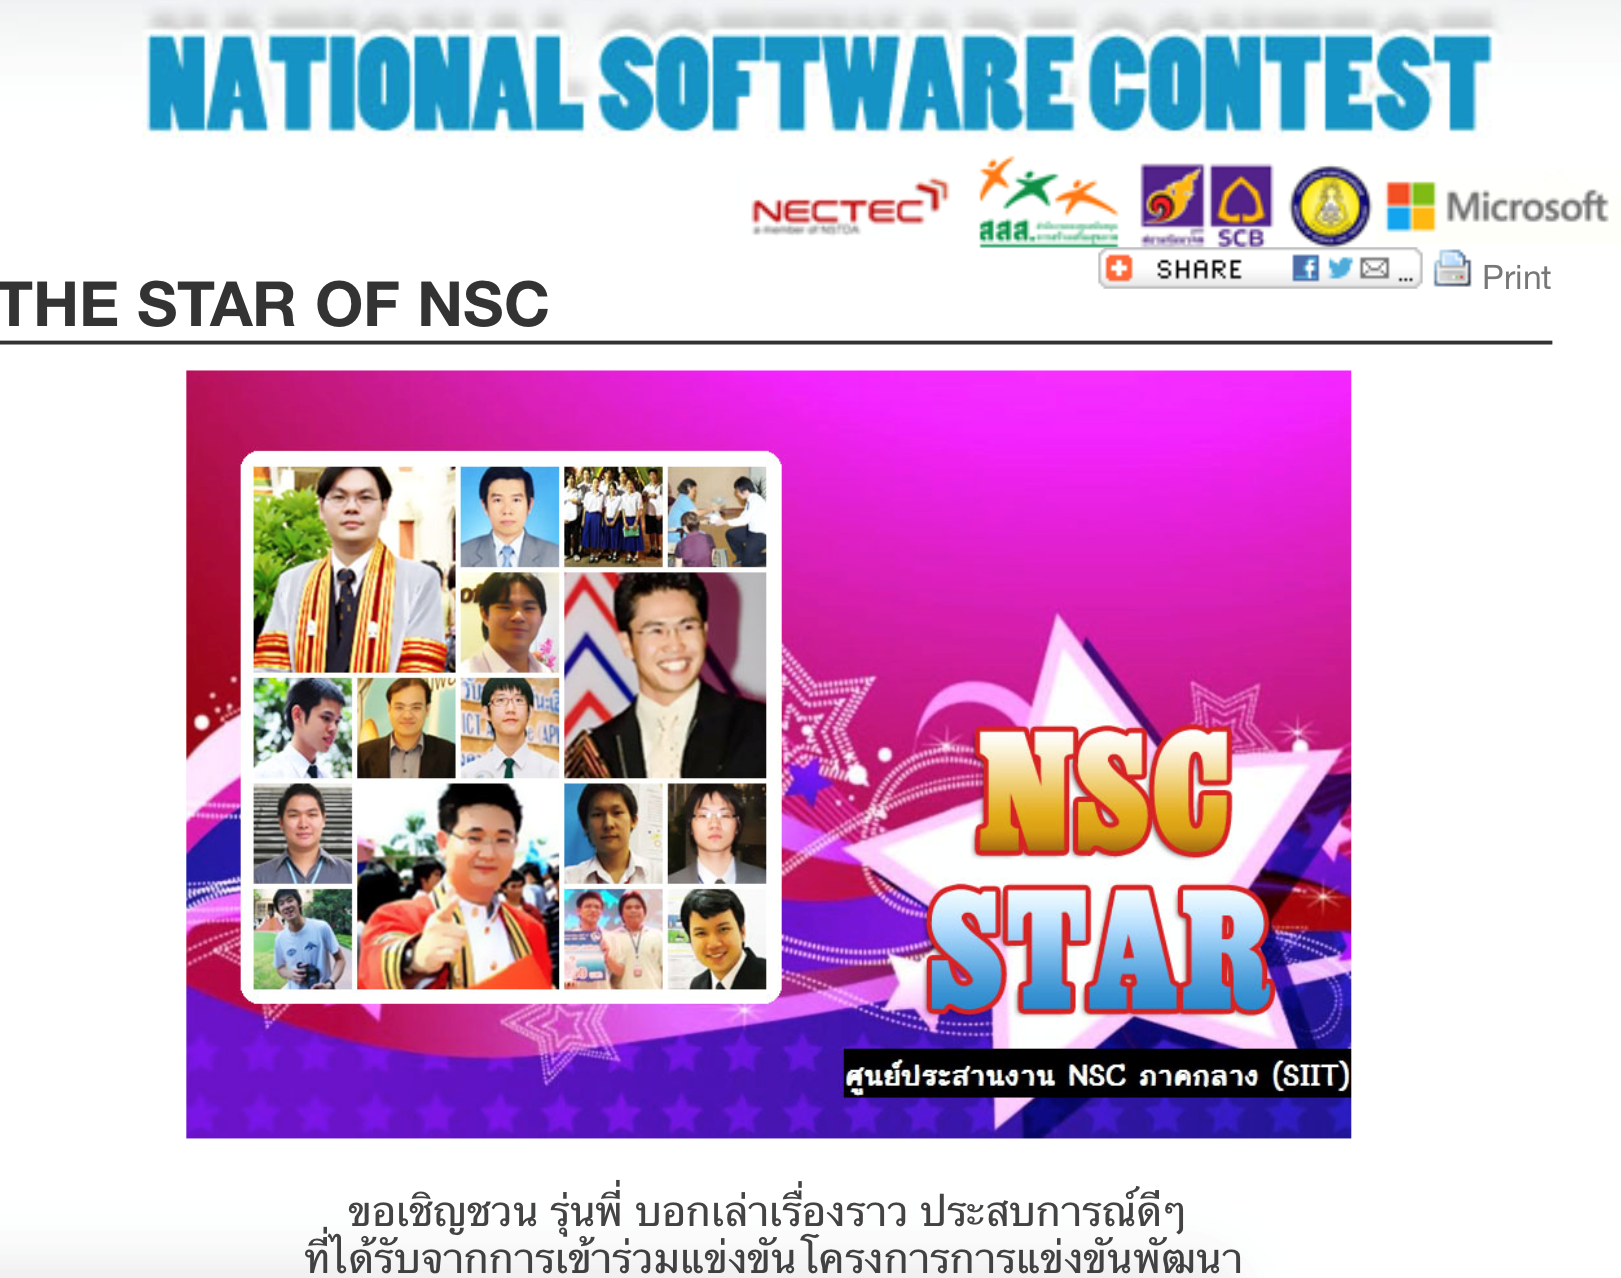 NATIONAL SOFTWARE CONTEST
NECTEC
a member of NSTDA
สสส.
SCB
Microsoft
SHARE
...
Print
THE STAR OF NSC
NSC
STAR
ศูนย์ประสานงาน NSC ภาคกลาง (SIIT)
ขอเชิญชวน รุ่นพี่ บอกเล่าเรื่องราว ประสบการณ์ดีๆ
ที่ได้รับจากการเข้าร่วมแข่งขันโครงการการแข่งขันพัฒนา